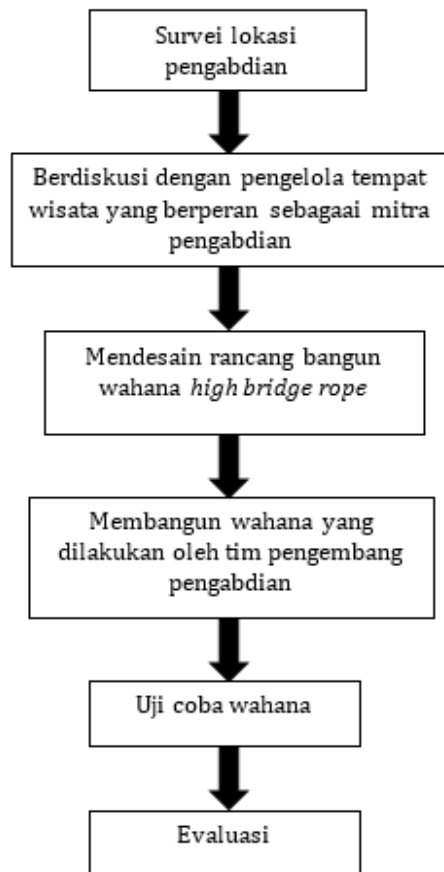 Survei lokasi
pengabdian
Berdiskusi dengan pengelola tempat
wisata yang berperan sebagaai mitra
pengabdian
Mendesain rancang bangun
wahana high bridge rope
Membangun wahana yang
dilakukan oleh tim pengembang
pengabdian
Uji coba wahana
Evaluasi